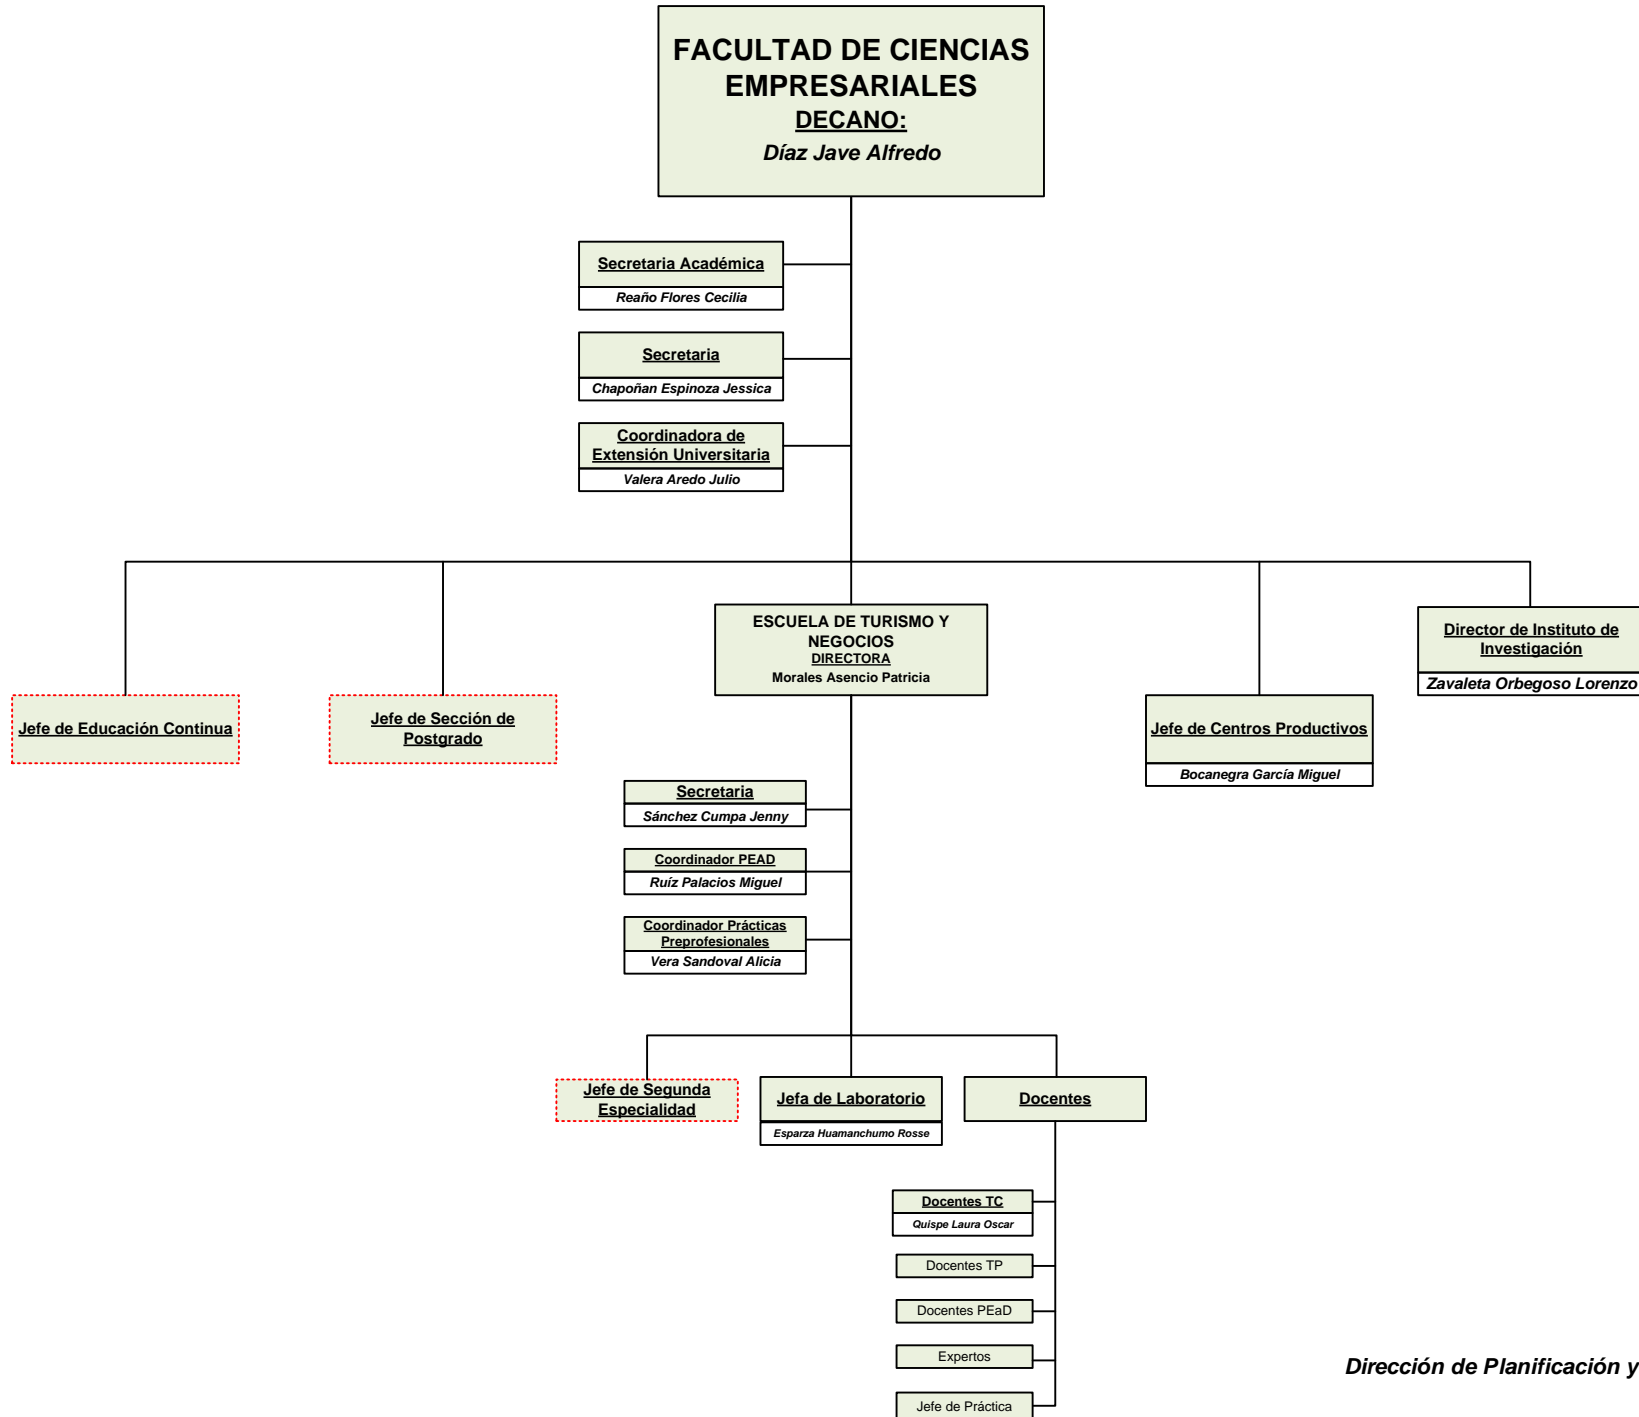 FACULTAD DE CIENCIAS
EMPRESARIALES
DECANO:
Díaz Jave Alfredo
Secretaria Académica
Reaño Flores Cecilia
Secretaria
Chapoñan Espinoza Jessica
Coordinadora de
Extensión Universitaria
Valera Aredo Julio
ESCUELA DE TURISMO Y
NEGOCIOS
DIRECTORA
Morales Asencio Patricia
Director de Instituto de
Investigación
Zavaleta Orbegoso Lorenzo
Jefe de Educación Continua
Jefe de Sección de
Postgrado
Jefe de Centros Productivos
Bocanegra García Miguel
Secretaria
Sánchez Cumpa Jenny
Coordinador PEAD
Ruíz Palacios Miguel
Coordinador Prácticas
Preprofesionales
Vera Sandoval Alicia
Jefe de Segunda
Especialidad
Jefa de Laboratorio
Esparza Huamanchumo Rosse
Docentes
Docentes TC
Quispe Laura Oscar
Docentes TP
Docentes PEaD
Expertos
Jefe de Práctica
Dirección de Planificación y